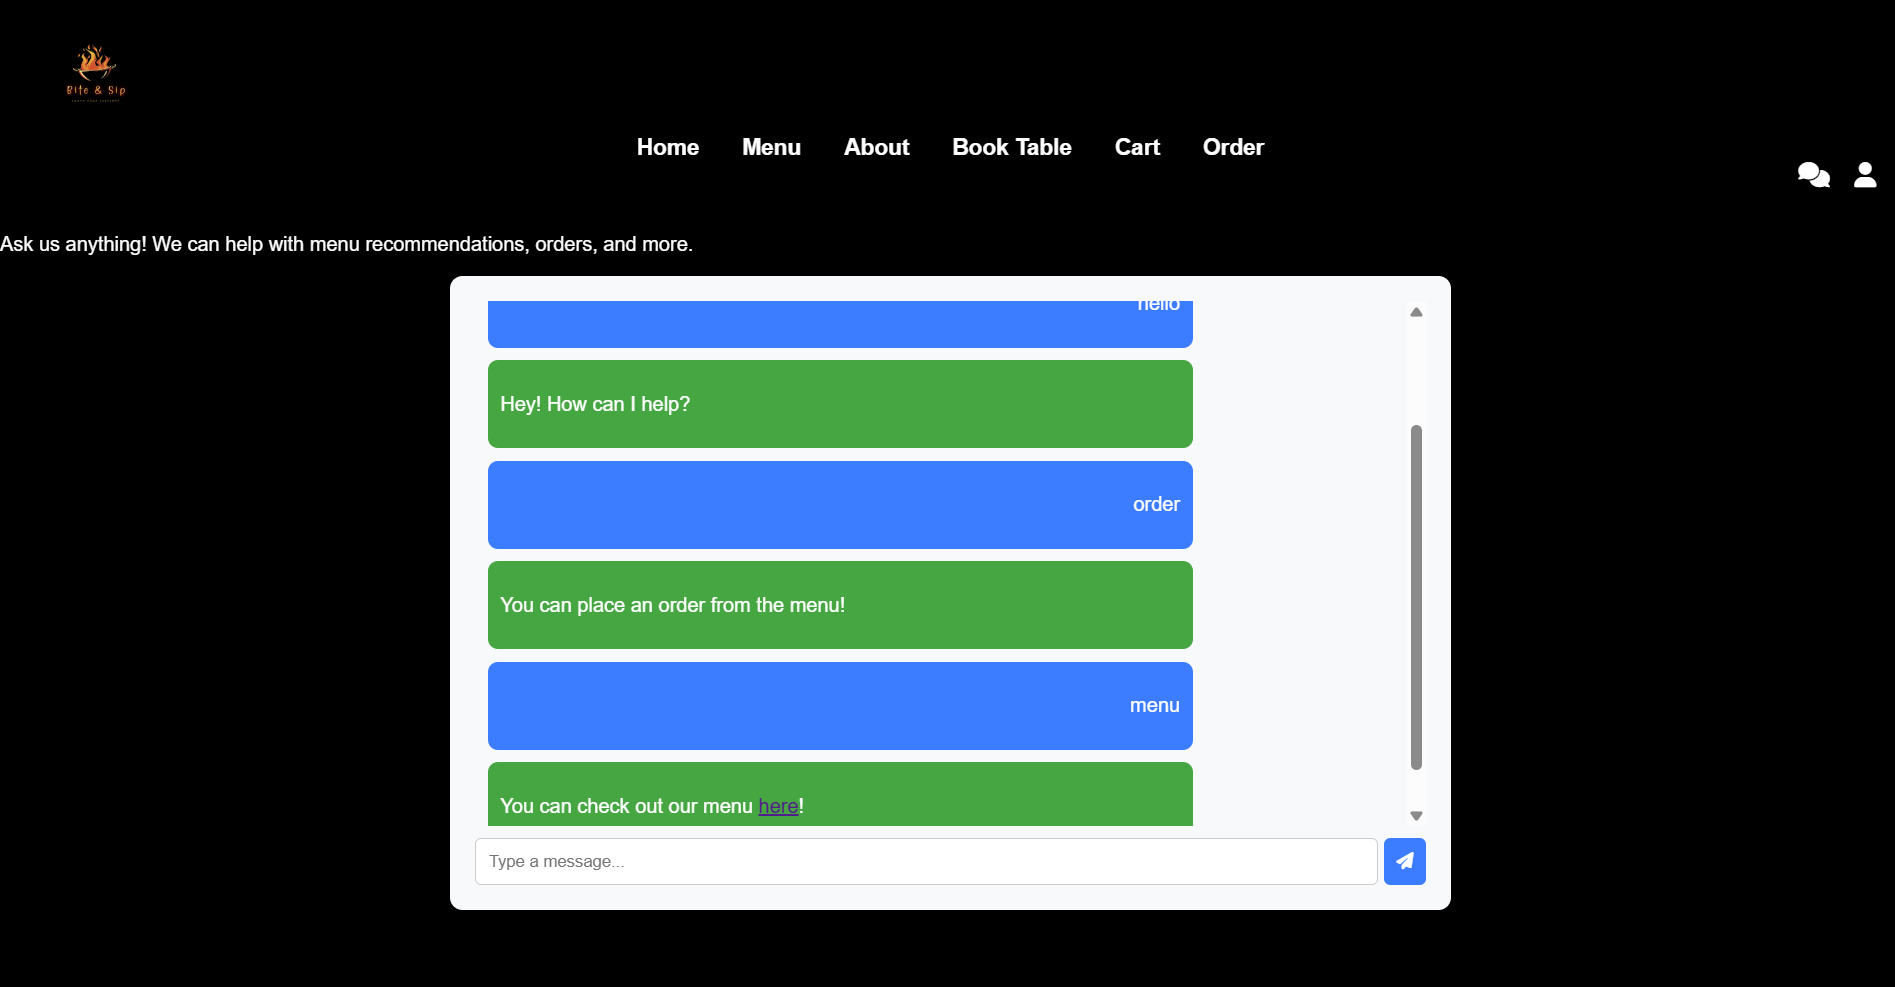 Bite & Sip
Home Menu About Book Table Cart Order
Ask us anything! We can help with menu recommendations, orders, and more.
hello
Hey! How can I help?
order
You can place an order from the menu!
menu
You can check out our menu here!
Type a message...